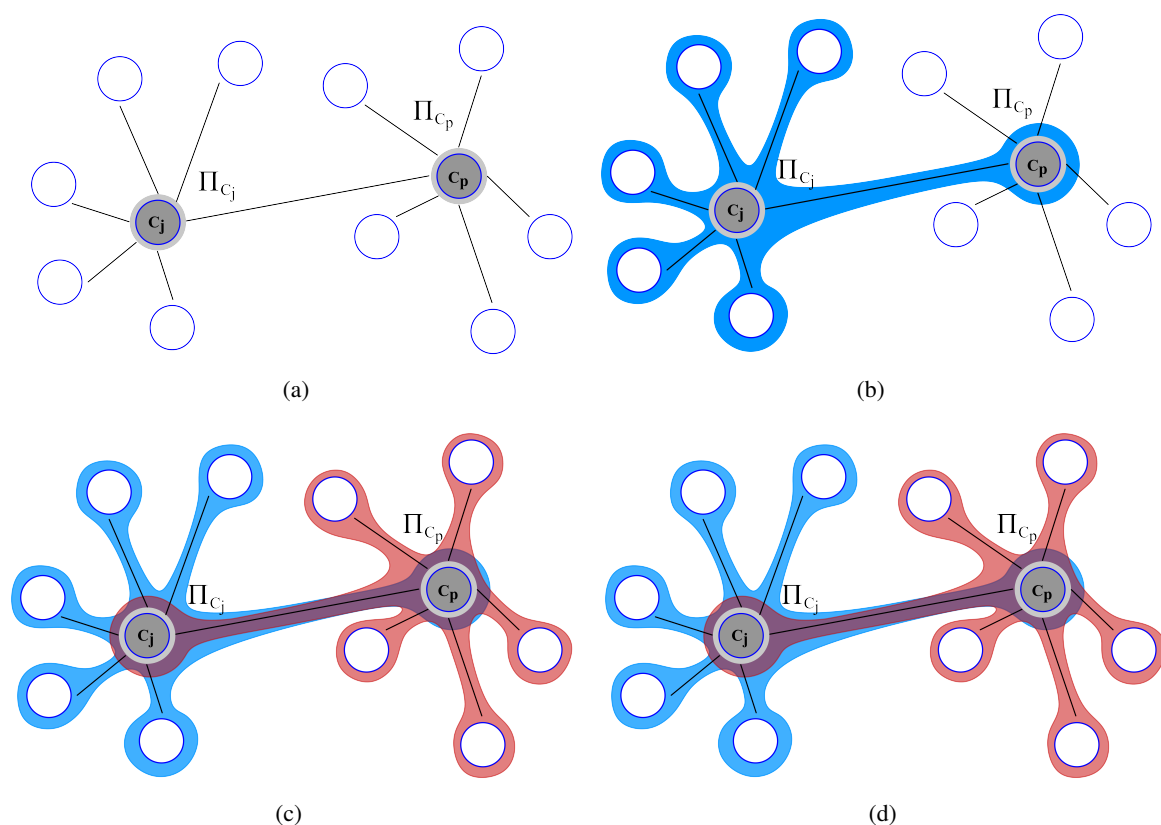 Π_{C_p}
Π_{C_j}
C_j
C_p
(a)
Π_{C_p}
Π_{C_j}
C_j
C_p
(b)
Π_{C_p}
Π_{C_j}
C_j
C_p
(c)
Π_{C_p}
Π_{C_j}
C_j
C_p
(d)